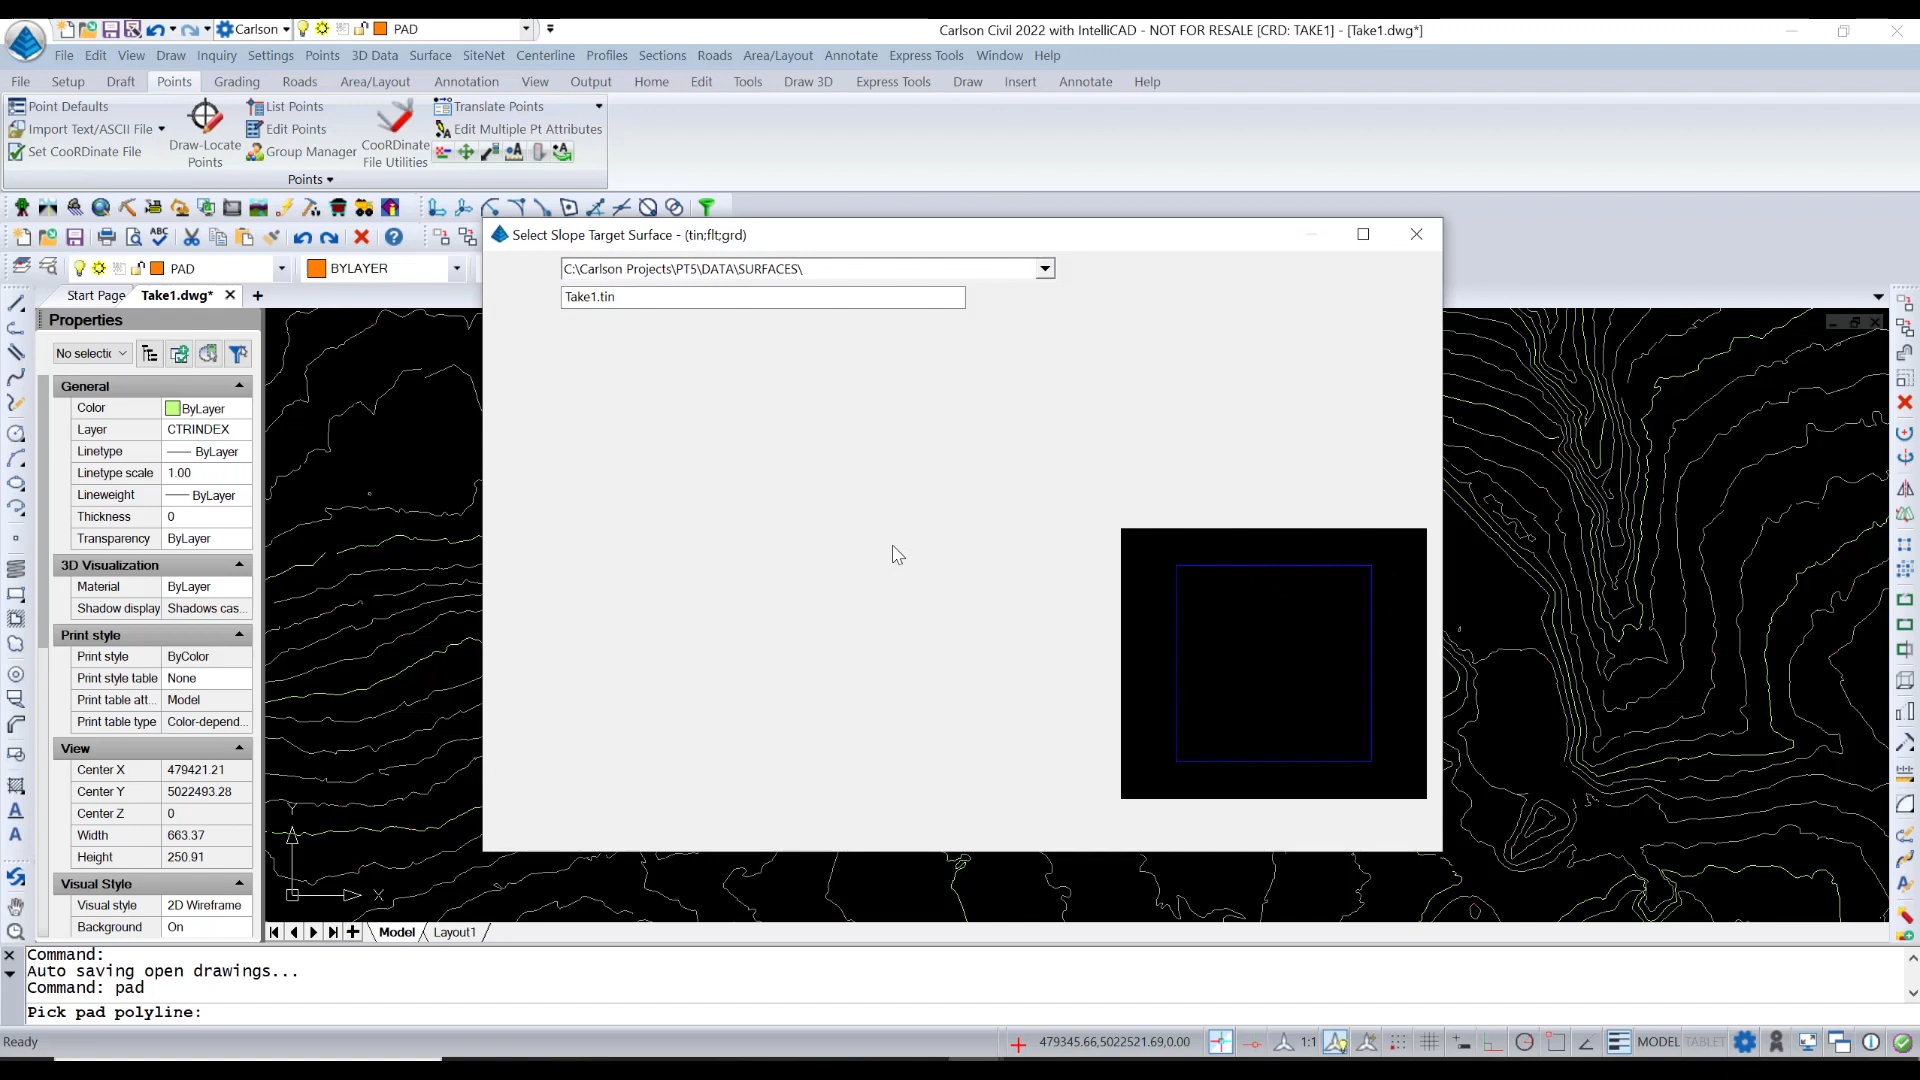 Carlson
PAD
Carlson Civil 2022 with IntelliCAD - NOT FOR RESALE [CRD: TAKE1] - [Take1.dwg*]
File Edit View Draw Inquiry Settings Points 3D Data Surface SiteNet Centerline Profiles Sections Roads Area/Layout Annotate Express Tools Window Help
File Setup Draft Points Grading Roads Area/Layout Annotation View Output Home Edit Tools Draw 3D Express Tools Draw Insert Annotate Help
Point Defaults
Import Text/ASCII File
Set CooRDinate File
Draw-Locate
Points
List Points
Edit Points
Group Manager
CooRDinate
File Utilities
Translate Points
Edit Multiple Pt Attributes
Points
ABC
PAD
BYLAYER
Start Page
Take1.dwg*
Select Slope Target Surface - (tin;flt;grd)
C:\Carlson Projects\PT5\DATA\SURFACES\
Take1.tin
Properties
No selectic
General
Color ByLayer
Layer CTRINDEX
Linetype ByLayer
Linetype scale 1.00
Lineweight ByLayer
Thickness 0
Transparency ByLayer
3D Visualization
Material ByLayer
Shadow display Shadows cas...
Print style
Print style ByColor
Print style table None
Print table att... Model
Print table type Color-depend...
View
Center X 479421.21
Center Y 5022493.28
Center Z 0
Width 663.37
Height 250.91
Visual Style
Visual style 2D Wireframe
Background On
Y
X
Model
Layout1
Command:
Auto saving open drawings...
Command: pad
Pick pad polyline:
Ready
479345.66,5022521.69,0.00
1:1
MODEL
TABLET